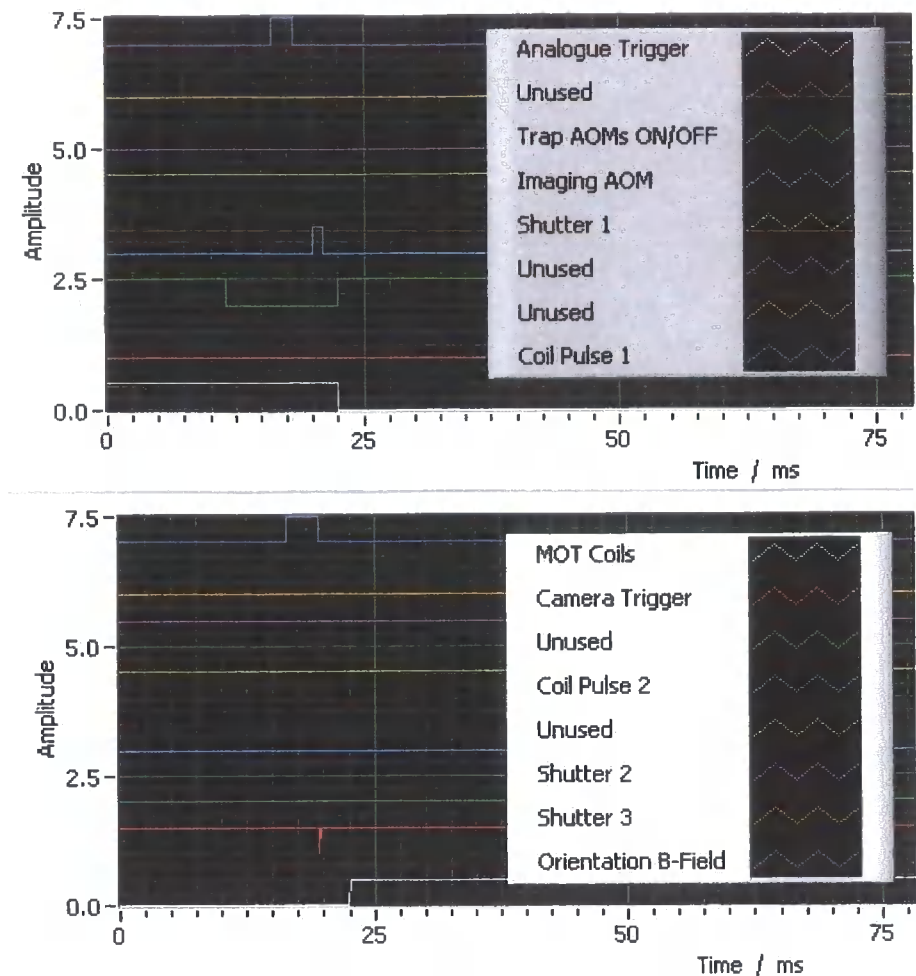 7.5
5.0
2.5
0.0
Amplitude
0
25
50
75
Time / ms
Analogue Trigger
Unused
Trap AOMs ON/OFF
Imaging AOM
Shutter 1
Unused
Unused
Coil Pulse 1
7.5
5.0
2.5
0.0
Amplitude
0
25
50
75
Time / ms
MOT Coils
Camera Trigger
Unused
Coil Pulse 2
Unused
Shutter 2
Shutter 3
Orientation B-Field